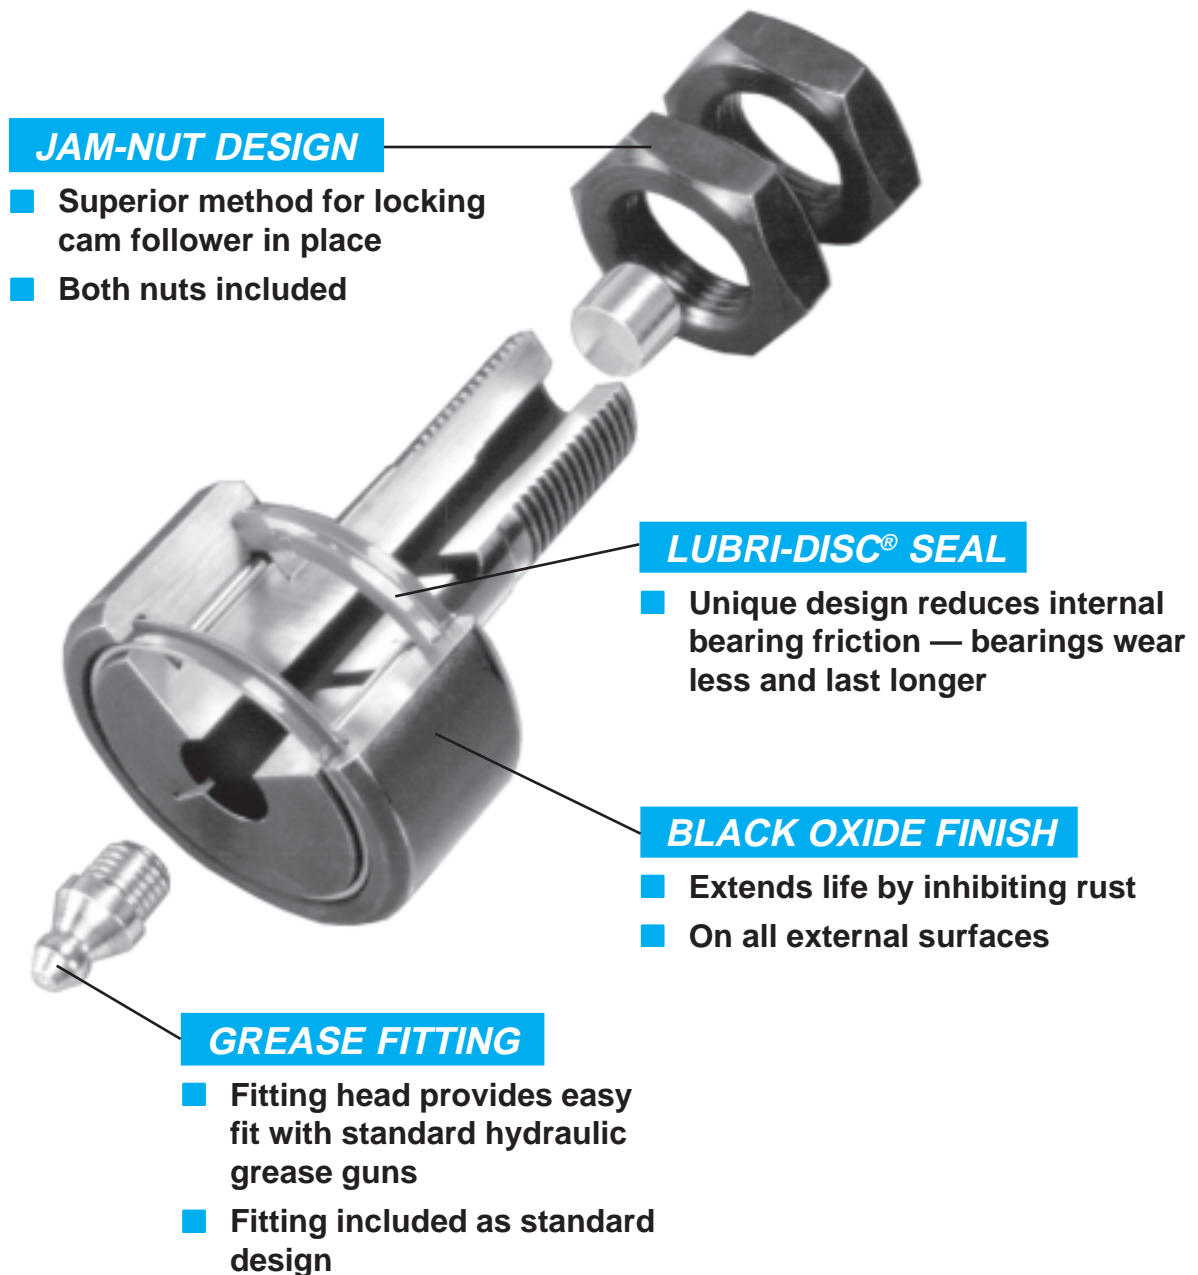 JAM-NUT DESIGN
Superior method for locking
cam follower in place
Both nuts included
LUBRI-DISC® SEAL
Unique design reduces internal
bearing friction — bearings wear
less and last longer
BLACK OXIDE FINISH
Extends life by inhibiting rust
On all external surfaces
GREASE FITTING
Fitting head provides easy
fit with standard hydraulic
grease guns
Fitting included as standard
design